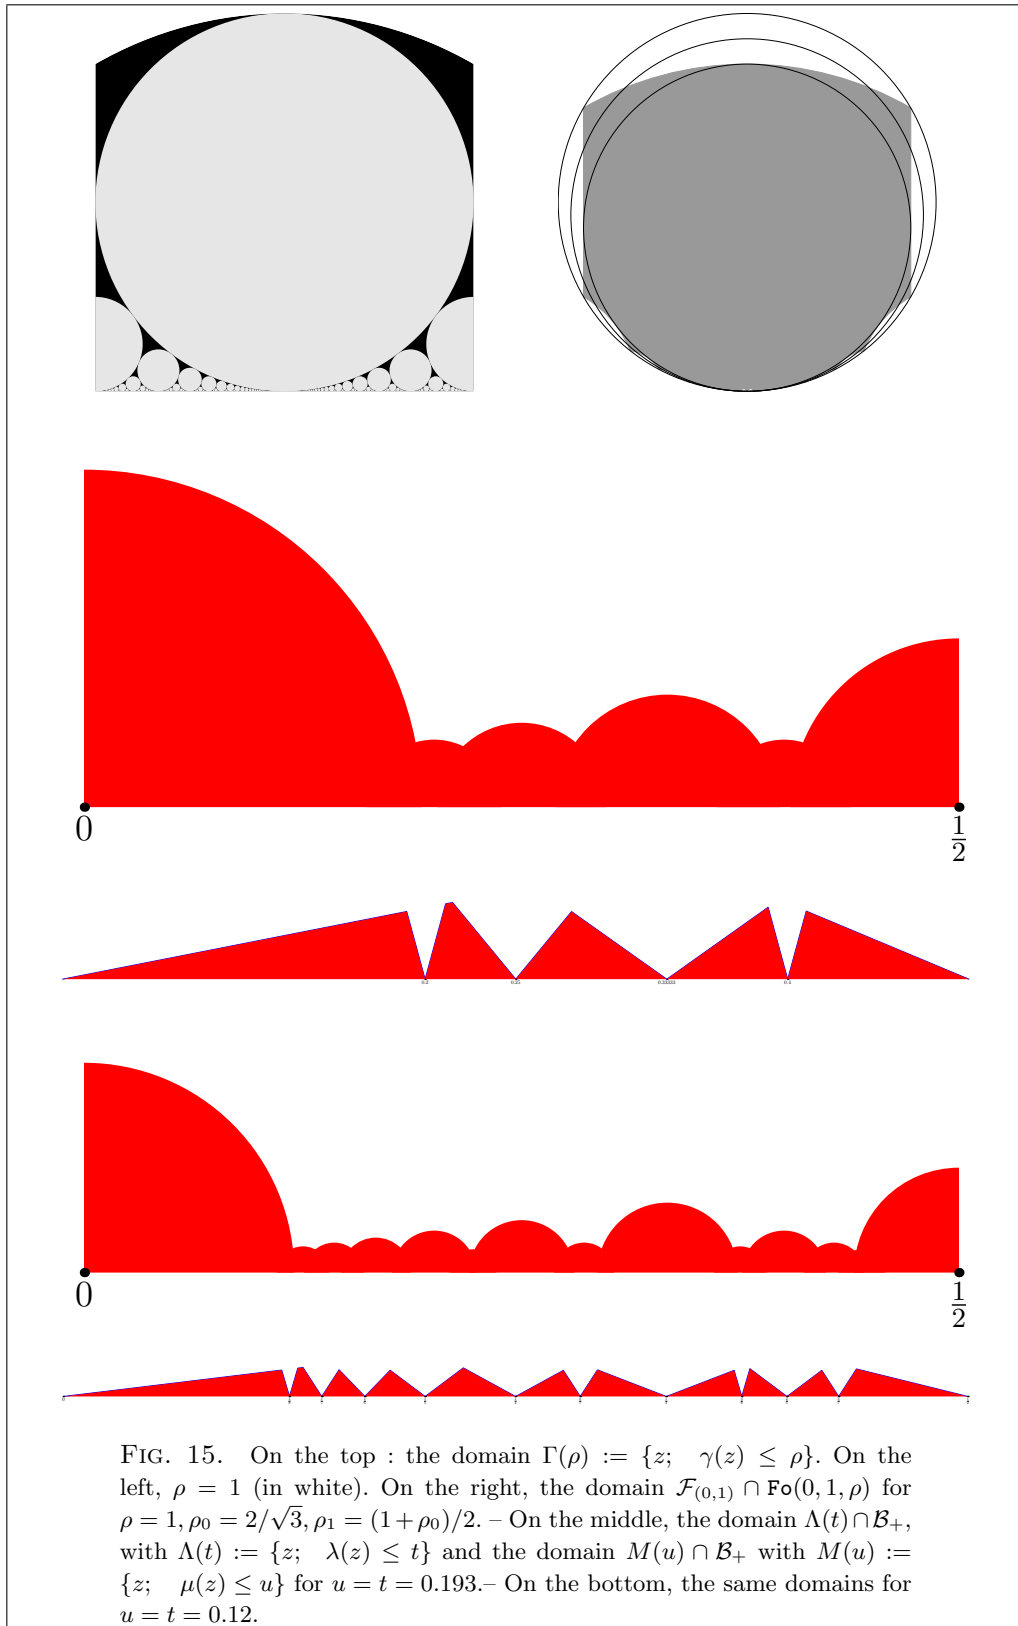 0
1
2
0.2 0.25 0.33333 0.4
0
1
2
FIG. 15. On the top : the domain Γ(ρ) := {z; γ(z) ≤ ρ}. On the
left, ρ = 1 (in white). On the right, the domain ℱ₍₀,₁₎ ∩ Fo(0, 1, ρ) for
ρ = 1, ρ₀ = 2/√3, ρ₁ = (1+ρ₀)/2. – On the middle, the domain Λ(t)∩ℬ₊,
with Λ(t) := {z; λ(z) ≤ t} and the domain M(u) ∩ ℬ₊ with M(u) :=
{z; μ(z) ≤ u} for u = t = 0.193.– On the bottom, the same domains for
u = t = 0.12.